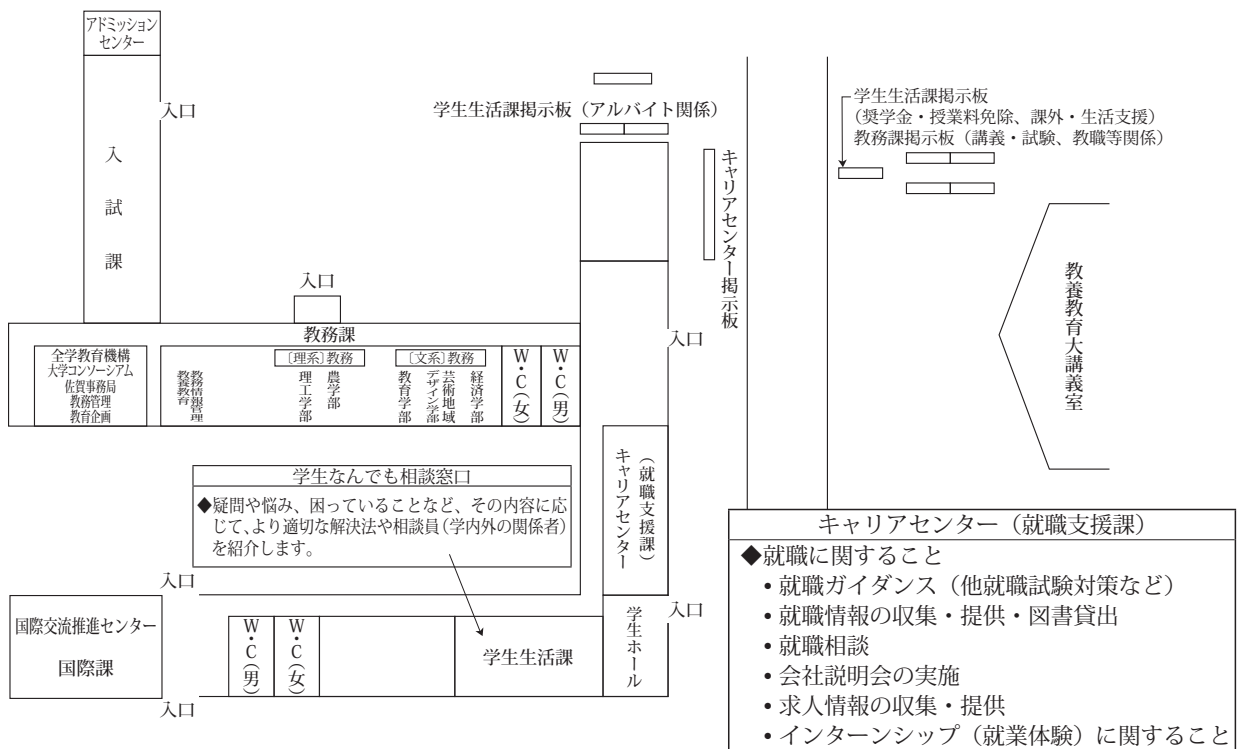 アドミッション
センター
入口
入試課
学生生活課掲示板（アルバイト関係）
キャリアセンター掲示板
学生生活課掲示板
（奨学金・授業料免除、課外・生活支援）
教務課掲示板（講義・試験、教職等関係）
教養教育大講義室
入口
教務課
入口
全学教育機構
大学コンソーシアム
佐賀事務局
教務管理
教育企画
教務情報管理
教養教育
〔理系〕教務
理工学部
農学部
〔文系〕教務
教育学部
芸術地域
デザイン学部
経済学部
W・C（女）
W・C（男）
（就職支援課）
キャリアセンター
学生なんでも相談窓口
◆疑問や悩み、困っていることなど、その内容に応
じて、より適切な解決法や相談員（学内外の関係者）
を紹介します。
入口
国際交流推進センター
国際課
入口
W・C（男）
W・C（女）
学生生活課
学生ホール
入口
キャリアセンター（就職支援課）
◆就職に関すること
・就職ガイダンス（他就職試験対策など）
・就職情報の収集・提供・図書貸出
・就職相談
・会社説明会の実施
・求人情報の収集・提供
・インターンシップ（就業体験）に関すること